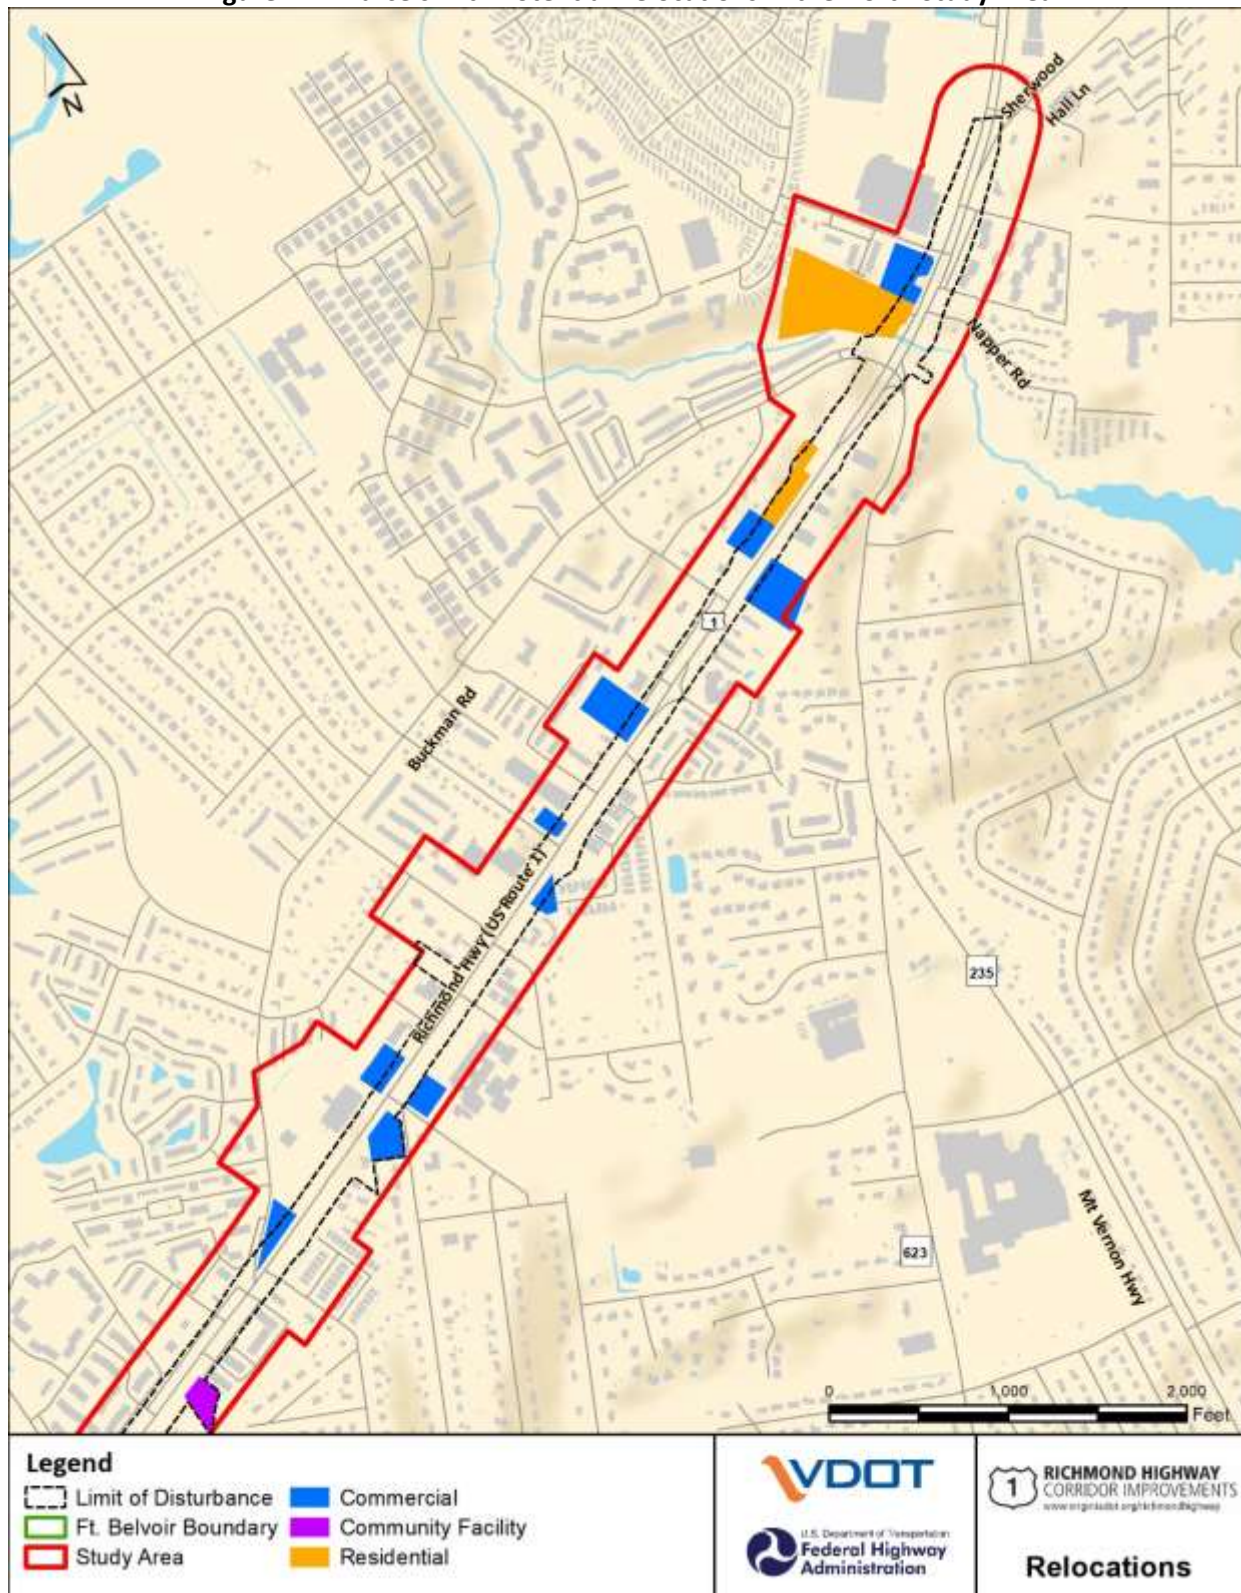 N
Sherwood
Hall Ln
Napper Rd
1
Buckman Rd
Richmond Hwy (US Route 1)
235
623
Mt Vernon Hwy
0 1,000 2,000
Feet
Legend
Limit of Disturbance
Ft. Belvoir Boundary
Study Area
Commercial
Community Facility
Residential
VDOT
U.S. Department of Transportation
Federal Highway
Administration
1
RICHMOND HIGHWAY
CORRIDOR IMPROVEMENTS
Relocations